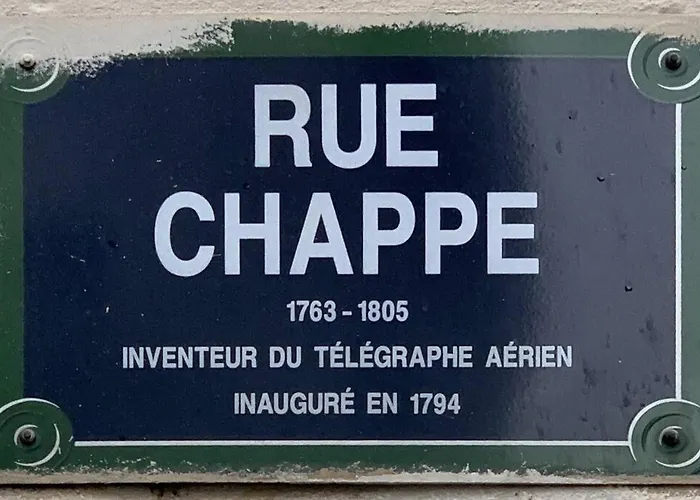 RUE
CHAPPE
1763 - 1805
INVENTEUR DU TÉLÉGRAPHE AÉRIEN
INAUGURÉ EN 1794